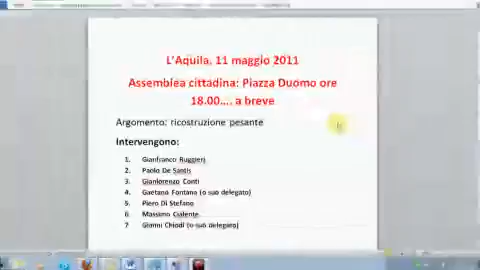 L'Aquila, 11 maggio 2011
Assemblea cittadina: Piazza Duomo ore
18.00.... a breve
Argomento: ricostruzione pesante
Intervengono:
1. Gianfranco Ruggieri
2. Paolo De Santis
3. Gianlorenzo Conti
4. Gaetano Fontana (o suo delegato)
5. Piero Di Stefano
6. Massimo Cialente
7 Gianni Chiodi (o suo delegato)